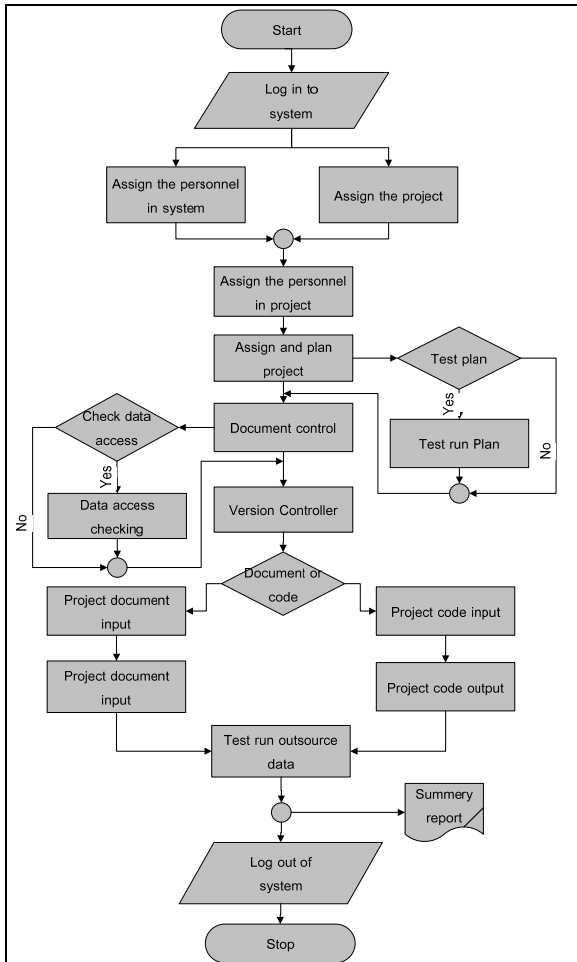 Start
Log in to
system
Assign the personnel
in system
Assign the project
Assign the personnel
in project
Assign and plan
project
Test plan
Yes
No
Test run Plan
Check data
access
Document control
Yes
No
Data access
checking
Version Controller
Document or
code
Project document
input
Project code input
Project document
input
Project code output
Test run outsource
data
Summery
report
Log out of
system
Stop